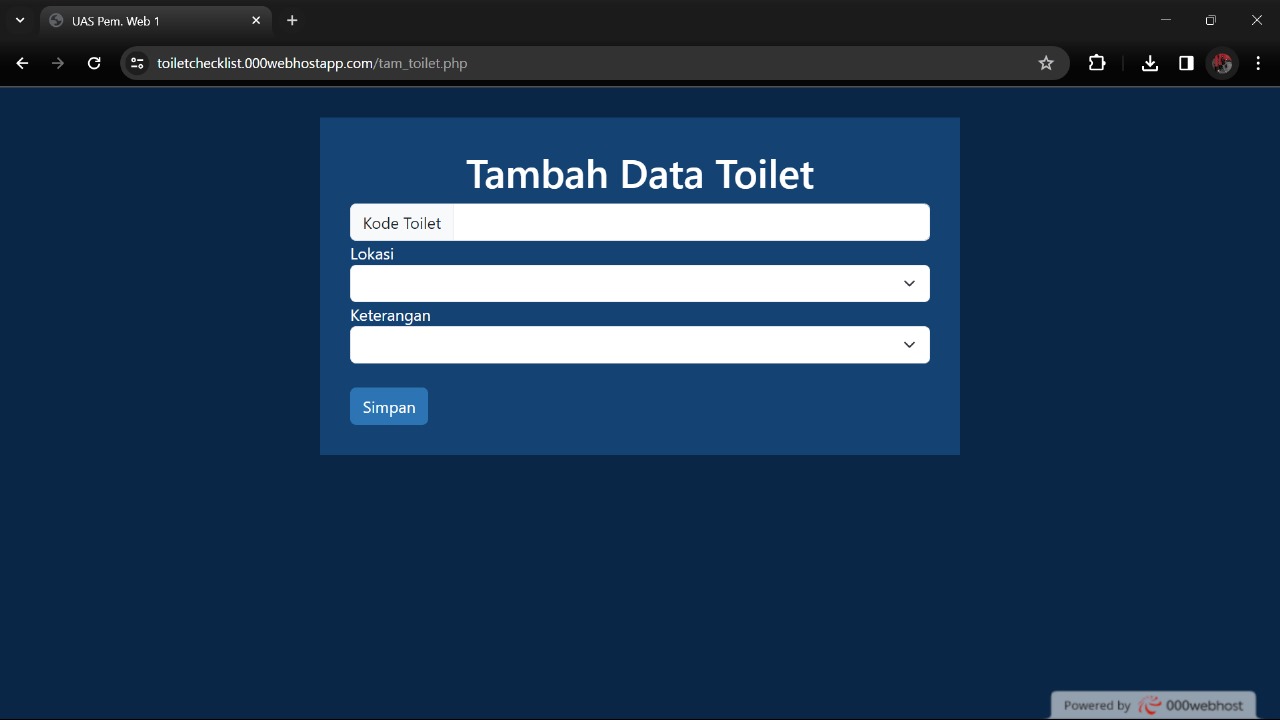 UAS Pem. Web 1
toiletchecklist.000webhostapp.com/tam_toilet.php
Tambah Data Toilet
Kode Toilet
Lokasi
Keterangan
Simpan
Powered by 000webhost